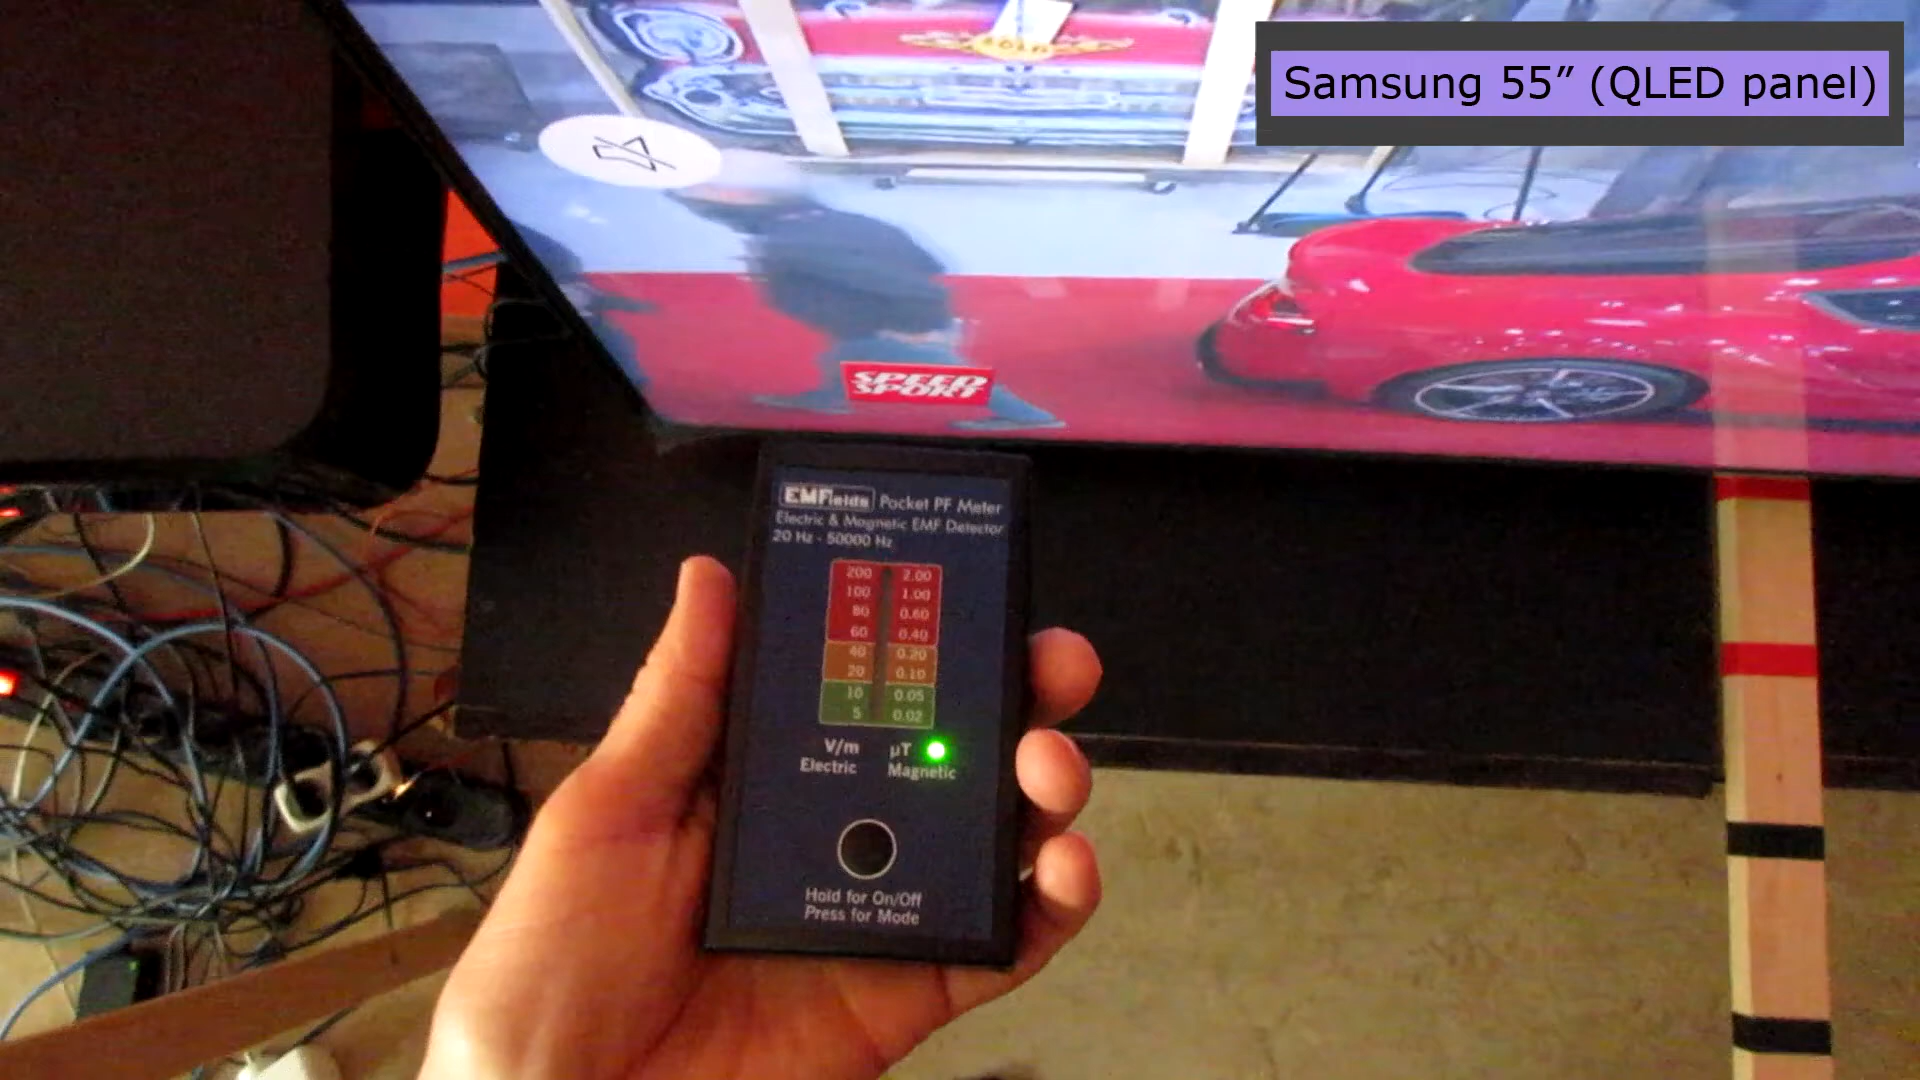 Samsung 55” (QLED panel)
SPEED
SPORT
EMFields Pocket PF Meter
Electric & Magnetic EMF Detector
20 Hz - 50000 Hz
200 2.00
100 1.00
80 0.60
60 0.40
40 0.20
20 0.10
10 0.05
5 0.02
V/m µT
Electric Magnetic
Hold for On/Off
Press for Mode